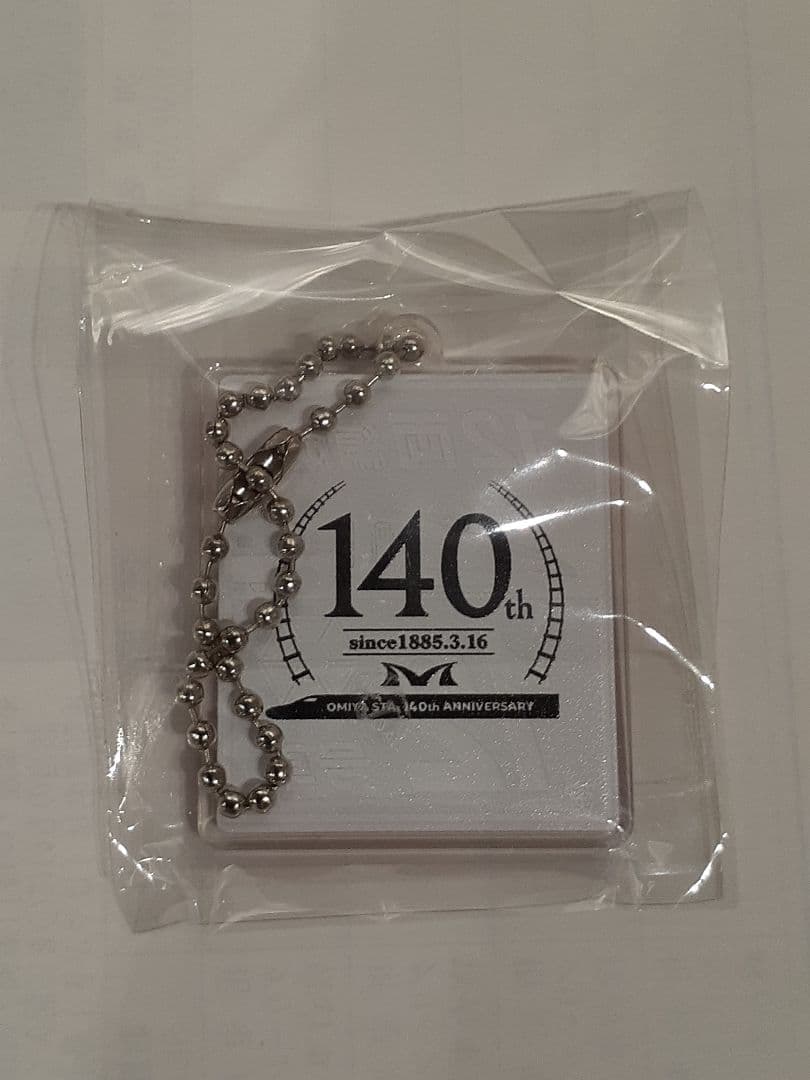 140th
since1885.3.16
OMIYA STA. 140th ANNIVERSARY